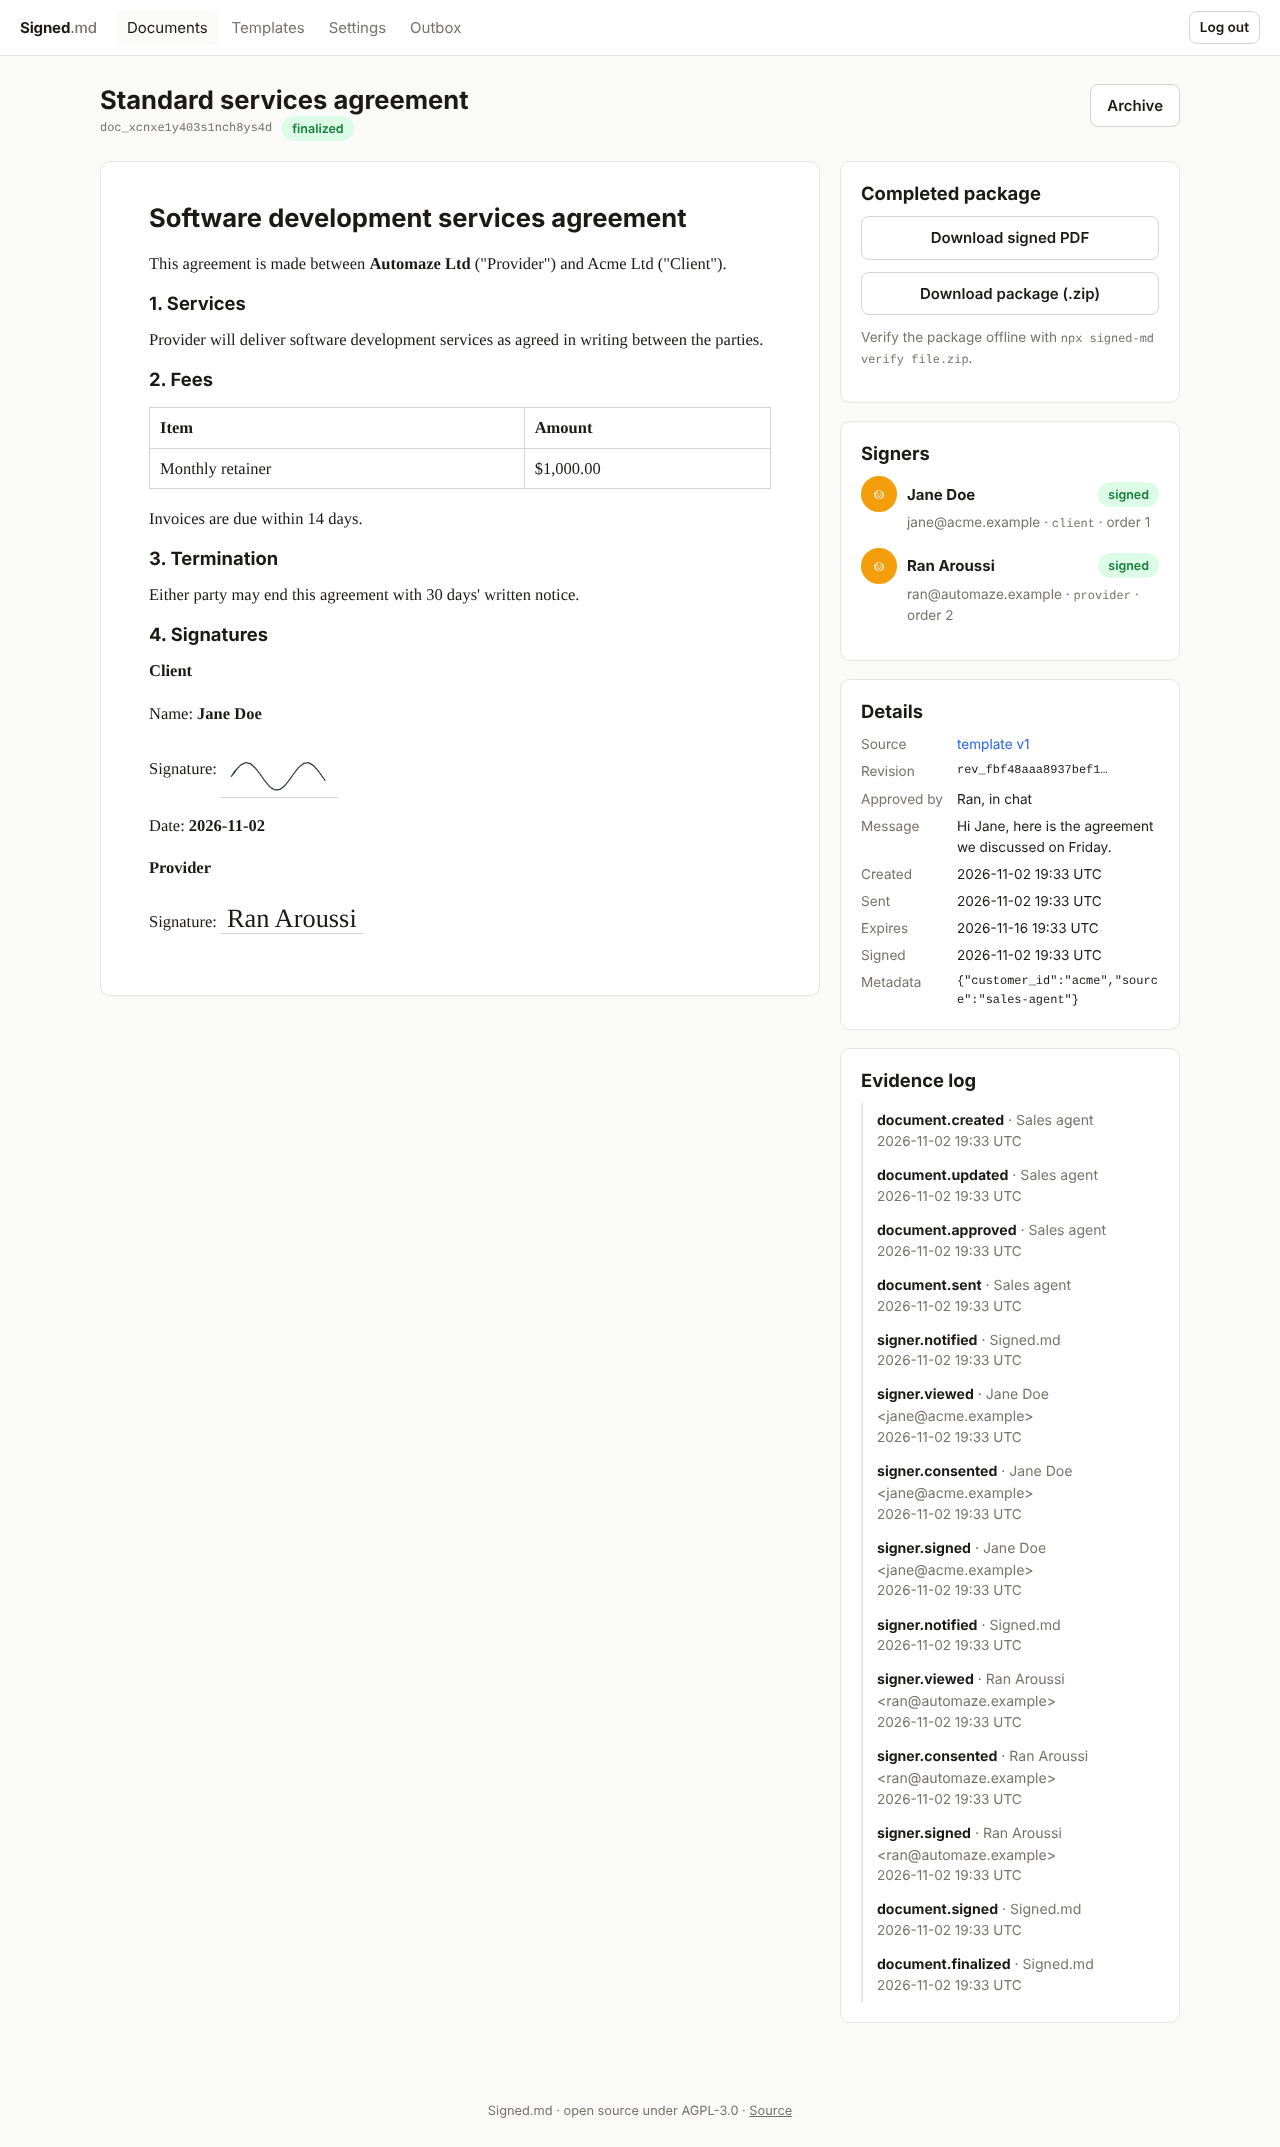 Signed.md
Documents
Templates
Settings
Outbox
Log out
Standard services agreement
doc_xcnxe1y403s1nch8ys4d
finalized
Archive
Software development services agreement
This agreement is made between Automaze Ltd ("Provider") and Acme Ltd ("Client").
1. Services
Provider will deliver software development services as agreed in writing between the parties.
2. Fees
Item Amount
Monthly retainer $1,000.00
Invoices are due within 14 days.
3. Termination
Either party may end this agreement with 30 days' written notice.
4. Signatures
Client
Name: Jane Doe
Signature:
Date: 2026-11-02
Provider
Signature: Ran Aroussi
Completed package
Download signed PDF
Download package (.zip)
Verify the package offline with npx signed-md
verify file.zip.
Signers
Jane Doe signed
jane@acme.example · client · order 1
Ran Aroussi signed
ran@automaze.example · provider ·
order 2
Details
Source template v1
Revision rev_fbf48aaa8937bef1…
Approved by Ran, in chat
Message Hi Jane, here is the agreement
we discussed on Friday.
Created 2026-11-02 19:33 UTC
Sent 2026-11-02 19:33 UTC
Expires 2026-11-16 19:33 UTC
Signed 2026-11-02 19:33 UTC
Metadata {"customer_id":"acme","sourc
e":"sales-agent"}
Evidence log
document.created · Sales agent
2026-11-02 19:33 UTC
document.updated · Sales agent
2026-11-02 19:33 UTC
document.approved · Sales agent
2026-11-02 19:33 UTC
document.sent · Sales agent
2026-11-02 19:33 UTC
signer.notified · Signed.md
2026-11-02 19:33 UTC
signer.viewed · Jane Doe
<jane@acme.example>
2026-11-02 19:33 UTC
signer.consented · Jane Doe
<jane@acme.example>
2026-11-02 19:33 UTC
signer.signed · Jane Doe
<jane@acme.example>
2026-11-02 19:33 UTC
signer.notified · Signed.md
2026-11-02 19:33 UTC
signer.viewed · Ran Aroussi
<ran@automaze.example>
2026-11-02 19:33 UTC
signer.consented · Ran Aroussi
<ran@automaze.example>
2026-11-02 19:33 UTC
signer.signed · Ran Aroussi
<ran@automaze.example>
2026-11-02 19:33 UTC
document.signed · Signed.md
2026-11-02 19:33 UTC
document.finalized · Signed.md
2026-11-02 19:33 UTC
Signed.md · open source under AGPL-3.0 · Source